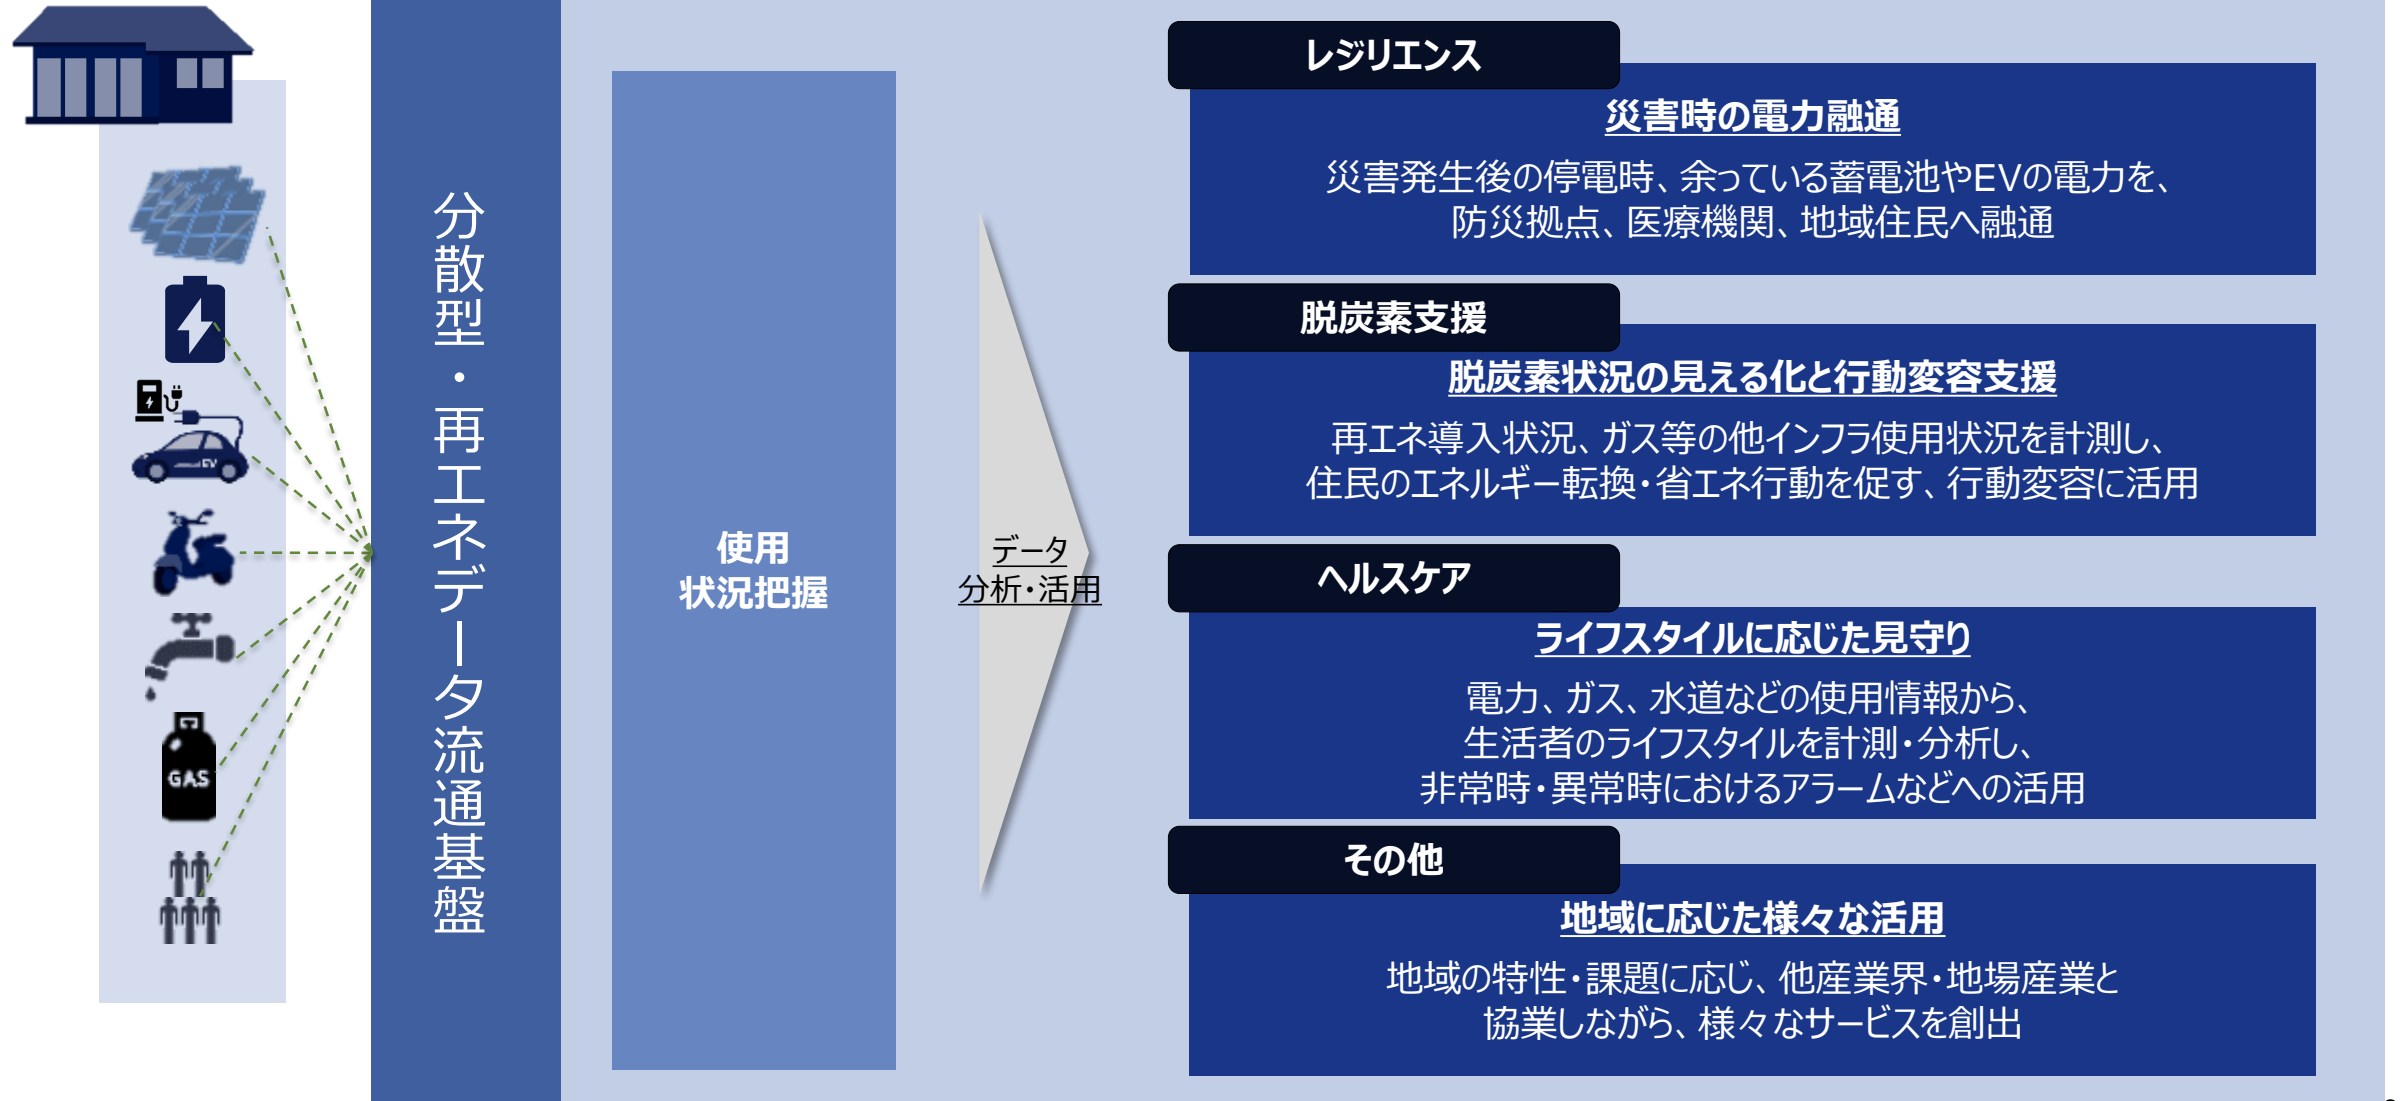 分散型・再エネデータ流通基盤
EV
GAS
使用
状況把握
データ
分析・活用
レジリエンス
災害時の電力融通
災害発生後の停電時、余っている蓄電池やEVの電力を、
防災拠点、医療機関、地域住民へ融通
脱炭素支援
脱炭素状況の見える化と行動変容支援
再エネ導入状況、ガス等の他インフラ使用状況を計測し、
住民のエネルギー転換・省エネ行動を促す、行動変容に活用
ヘルスケア
ライフスタイルに応じた見守り
電力、ガス、水道などの使用情報から、
生活者のライフスタイルを計測・分析し、
非常時・異常時におけるアラームなどへの活用
その他
地域に応じた様々な活用
地域の特性・課題に応じ、他産業界・地場産業と
協業しながら、様々なサービスを創出